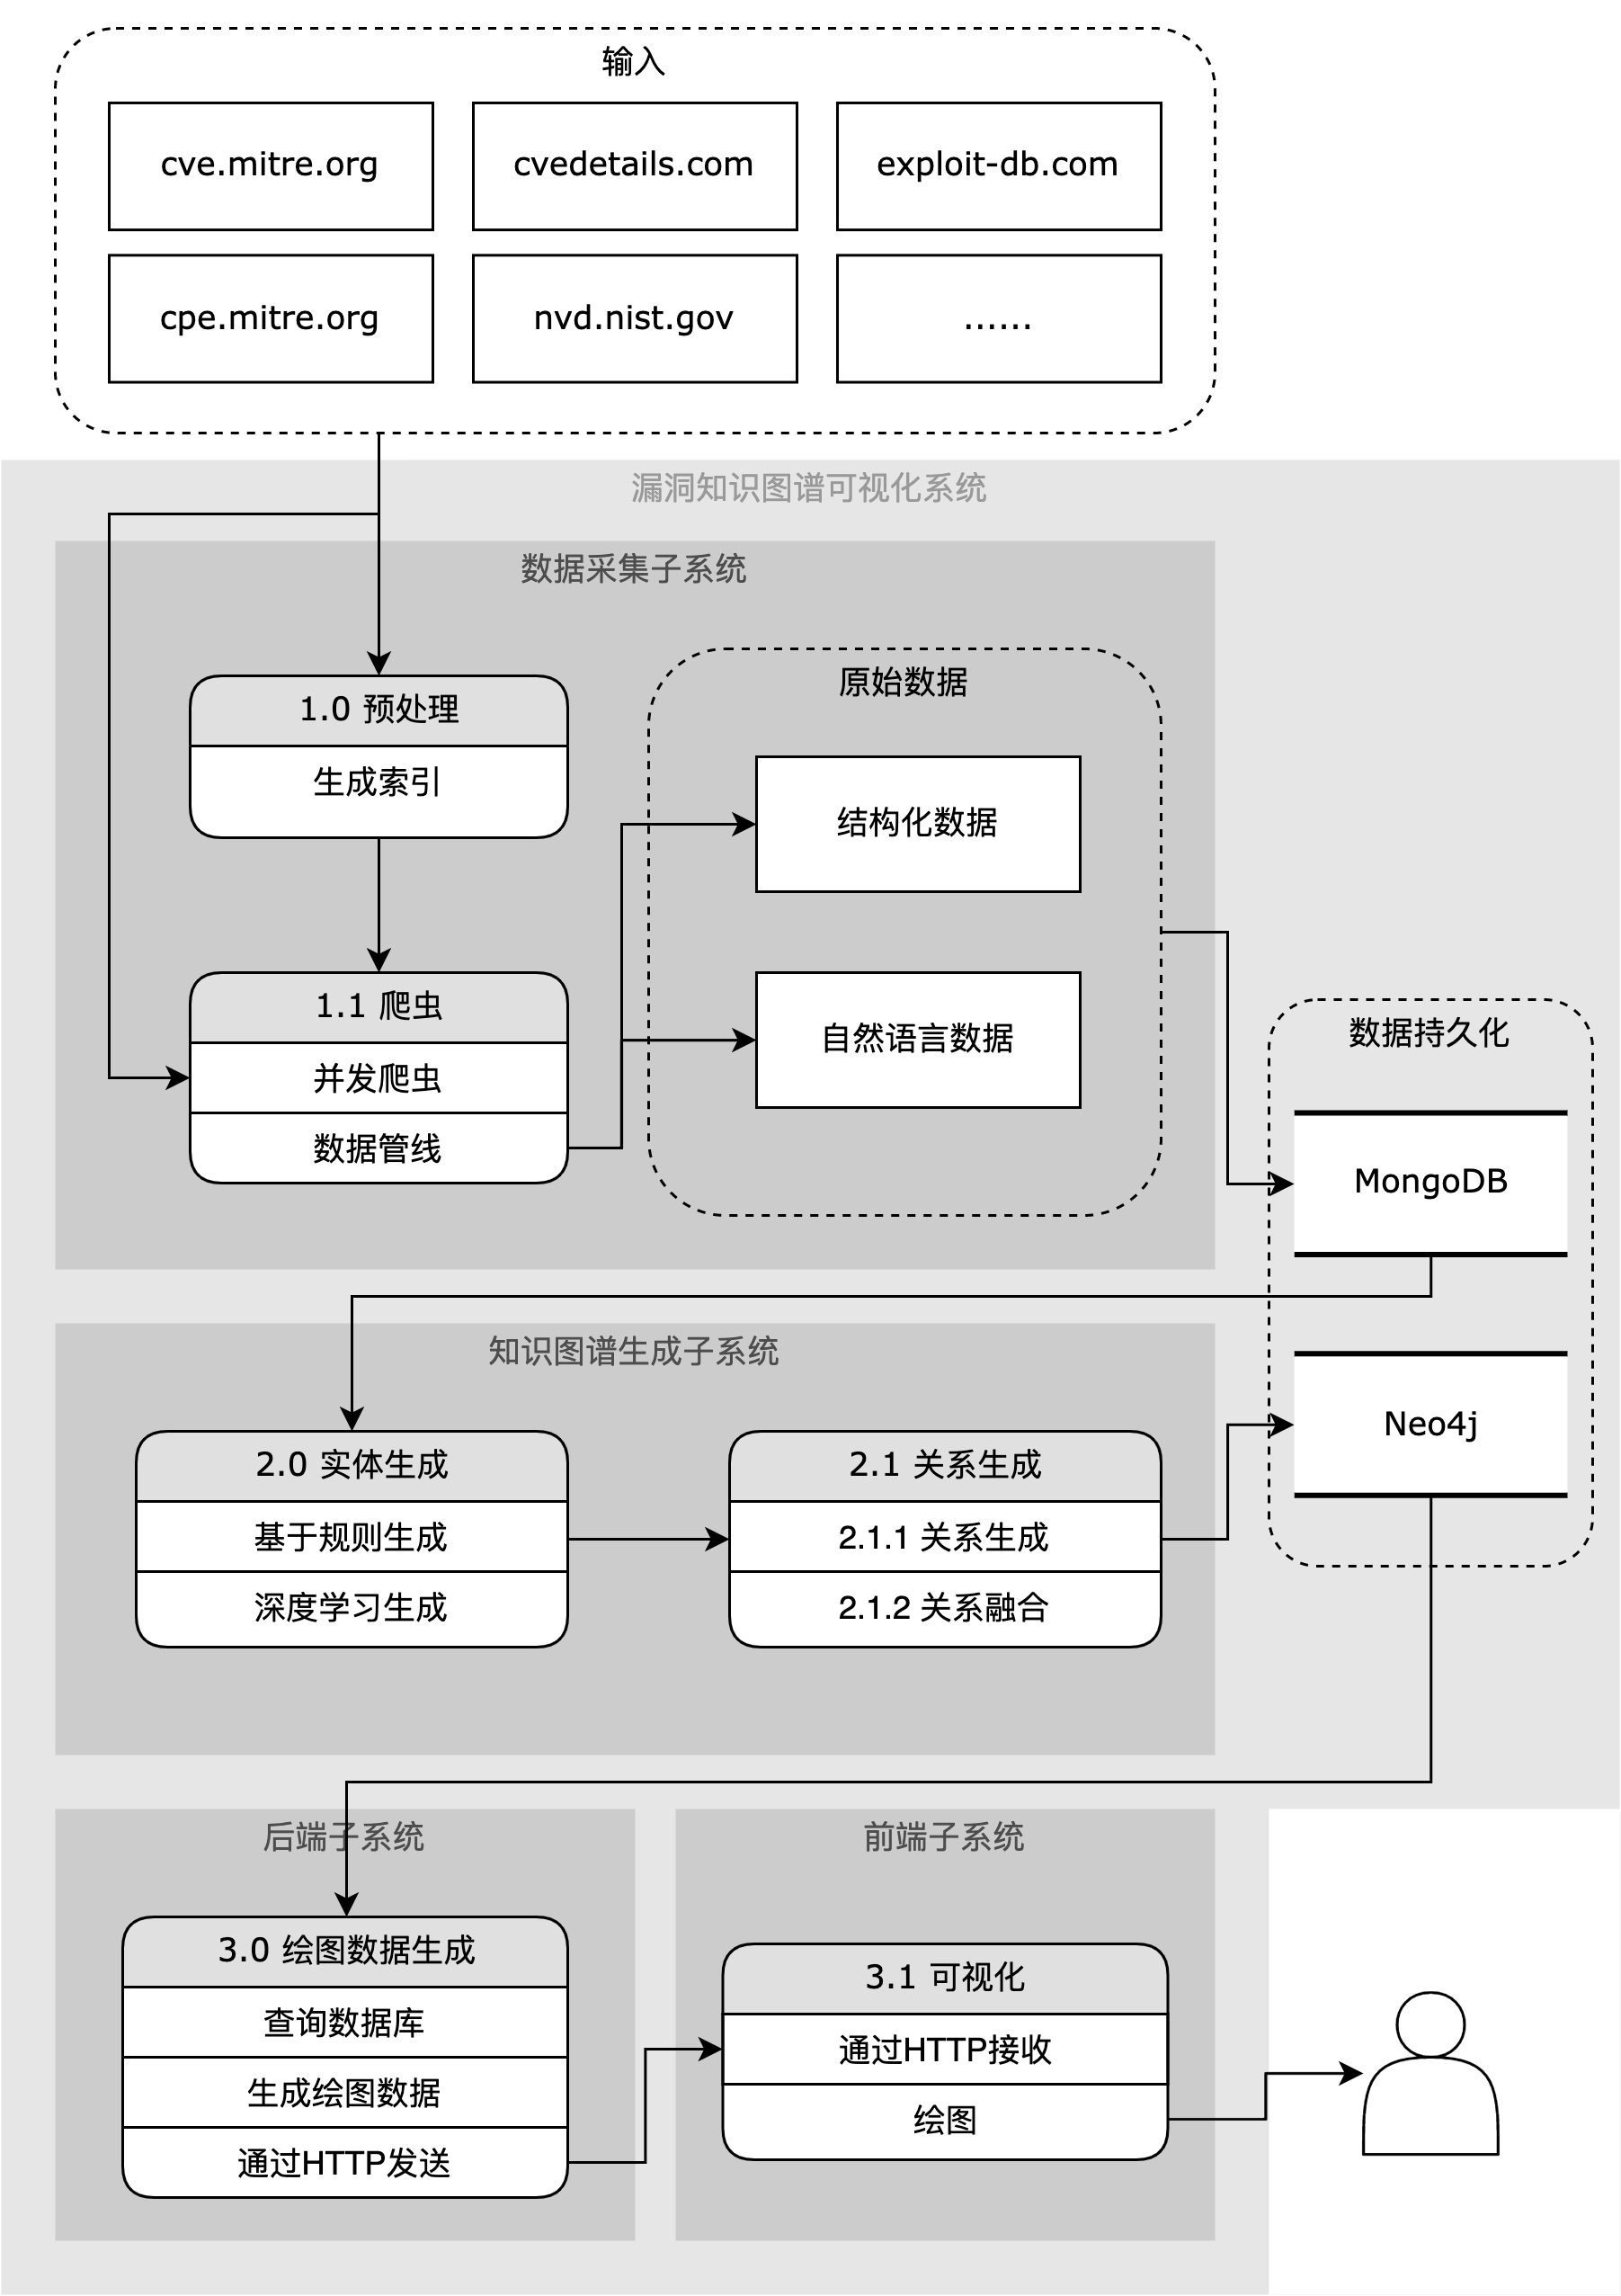 输入
cve.mitre.org
cvedetails.com
exploit-db.com
cpe.mitre.org
nvd.nist.gov
......
漏洞知识图谱可视化系统
数据采集子系统
1.0 预处理
生成索引
1.1 爬虫
并发爬虫
数据管线
原始数据
结构化数据
自然语言数据
数据持久化
MongoDB
Neo4j
知识图谱生成子系统
2.0 实体生成
基于规则生成
深度学习生成
2.1 关系生成
2.1.1 关系生成
2.1.2 关系融合
后端子系统
3.0 绘图数据生成
查询数据库
生成绘图数据
通过HTTP发送
前端子系统
3.1 可视化
通过HTTP接收
绘图